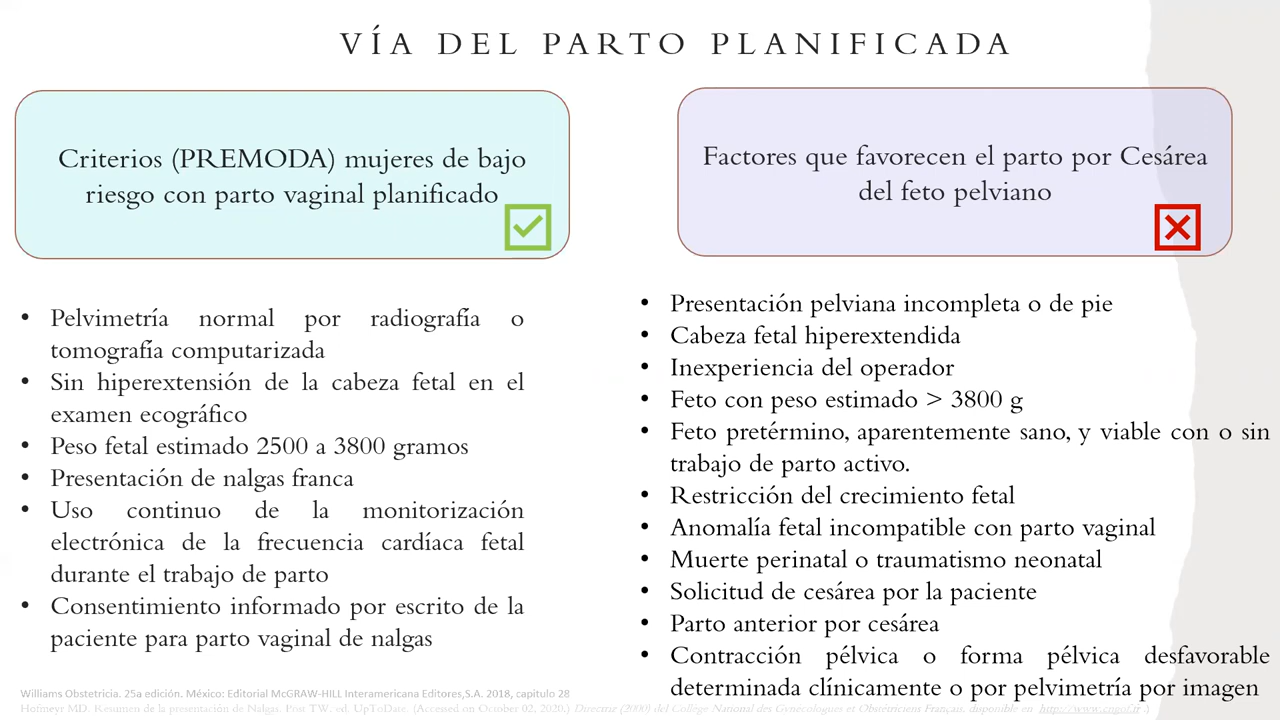 VÍA DEL PARTO PLANIFICADA
Criterios (PREMODA) mujeres de bajo
riesgo con parto vaginal planificado
• Pelvimetría normal por radiografía o
tomografía computarizada
• Sin hiperextensión de la cabeza fetal en el
examen ecográfico
• Peso fetal estimado 2500 a 3800 gramos
• Presentación de nalgas franca
• Uso continuo de la monitorización
electrónica de la frecuencia cardíaca fetal
durante el trabajo de parto
• Consentimiento informado por escrito de la
paciente para parto vaginal de nalgas
Factores que favorecen el parto por Cesárea
del feto pelviano
• Presentación pelviana incompleta o de pie
• Cabeza fetal hiperextendida
• Inexperiencia del operador
• Feto con peso estimado > 3800 g
• Feto pretérmino, aparentemente sano, y viable con o sin
trabajo de parto activo.
• Restricción del crecimiento fetal
• Anomalía fetal incompatible con parto vaginal
• Muerte perinatal o traumatismo neonatal
• Solicitud de cesárea por la paciente
• Parto anterior por cesárea
• Contracción pélvica o forma pélvica desfavorable
determinada clínicamente o por pelvimetría por imagen
Williams Obstetricia. 25a edición. México: Editorial McGRAW-HILL Interamericana Editores,S.A. 2018, capitulo 28
Hofmeyr MD. Resumen de la presentación de Nalgas. Post TW. ed. UpToDate. (Accessed on October 02, 2020.) Directriz (2000) del Collège National des Gynécologues et Obstétriciens Français. disponible en http://www.cngof.fr .)